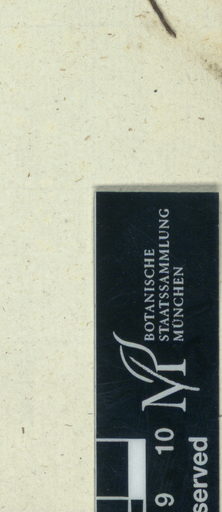 BOTANISCHE
STAATSSAMMLUNG
MÜNCHEN
M
9 10
served